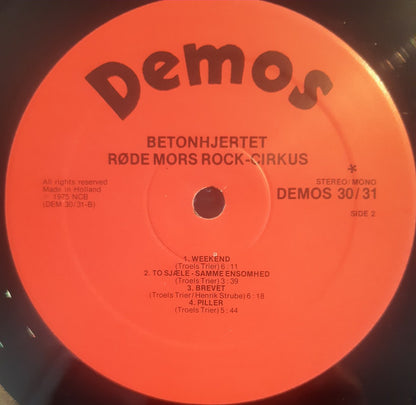 Demos
BETONHJERTET
RØDE MORS ROCK-CIRKUS
All rights reserved
Made in Holland
℗ 1975 NCB
(DEM 30/31-B)
*
STEREO/MONO
DEMOS 30/31
SIDE 2
1. WEEKEND
(Troels Trier) 6:11
2. TO SJÆLE - SAMME ENSOMHED
(Troels Trier) 3:39
3. BREVET
(Troels Trier/Henrik Strube) 6:18
4. PILLER
(Troels Trier) 5:44